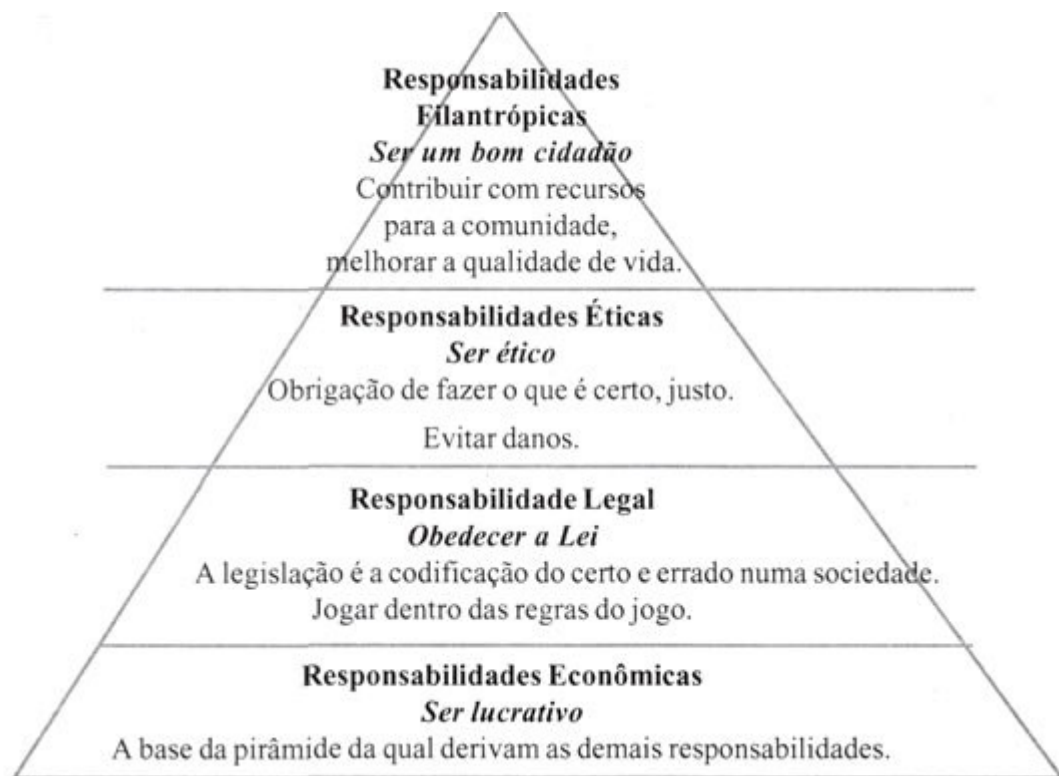 Responsabilidades
Filantrópicas
Ser um bom cidadão
Contribuir com recursos
para a comunidade,
melhorar a qualidade de vida.
Responsabilidades Éticas
Ser ético
Obrigação de fazer o que é certo, justo.
Evitar danos.
Responsabilidade Legal
Obedecer a Lei
A legislação é a codificação do certo e errado numa sociedade.
Jogar dentro das regras do jogo.
Responsabilidades Econômicas
Ser lucrativo
A base da pirâmide da qual derivam as demais responsabilidades.